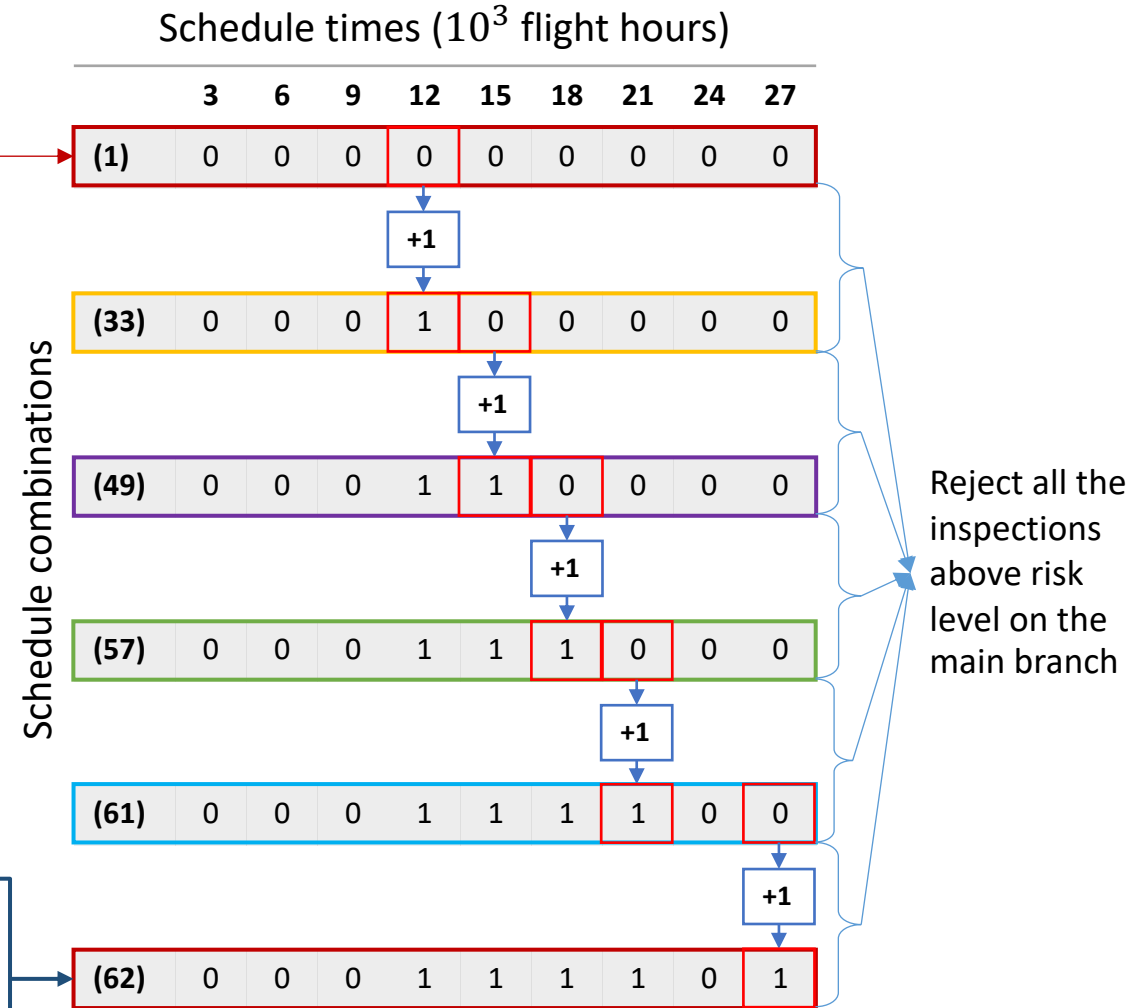 Schedule times (10³ flight hours)
3 6 9 12 15 18 21 24 27
(1) 0 0 0 0 0 0 0 0 0
+1
(33) 0 0 0 1 0 0 0 0 0
+1
(49) 0 0 0 1 1 0 0 0 0
+1
(57) 0 0 0 1 1 1 0 0 0
+1
(61) 0 0 0 1 1 1 1 0 0
+1
(62) 0 0 0 1 1 1 1 0 1
Schedule combinations
Reject all the
inspections
above risk
level on the
main branch